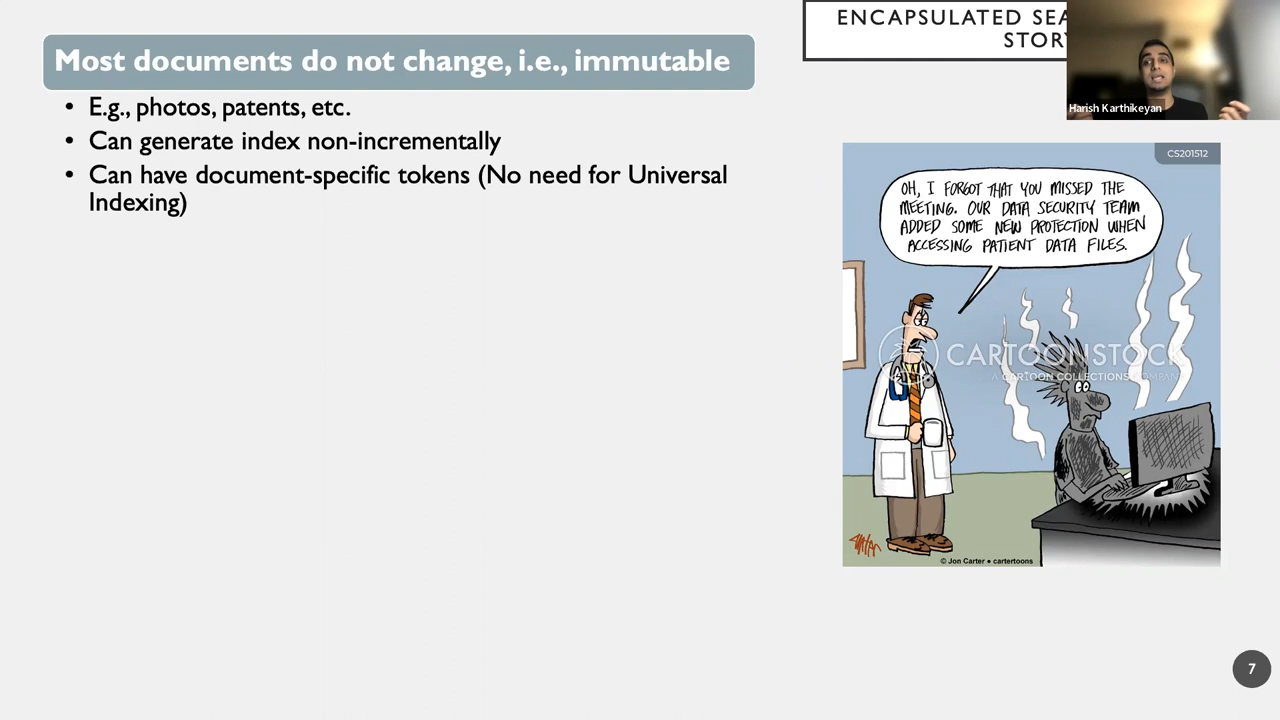 Most documents do not change, i.e., immutable
• E.g., photos, patents, etc.
• Can generate index non-incrementally
• Can have document-specific tokens (No need for Universal
Indexing)
ENCAPSULATED
Harish Karthikeyan
CS201512
OH, I FORGOT THAT YOU MISSED THE
MEETING. OUR DATA SECURITY TEAM
ADDED SOME NEW PROTECTION WHEN
ACCESSING PATIENT DATA FILES.
CARTOONSTOCK
A CARTOON COLLECTIONS COMPANY
© Jon Carter • cartertoons
7